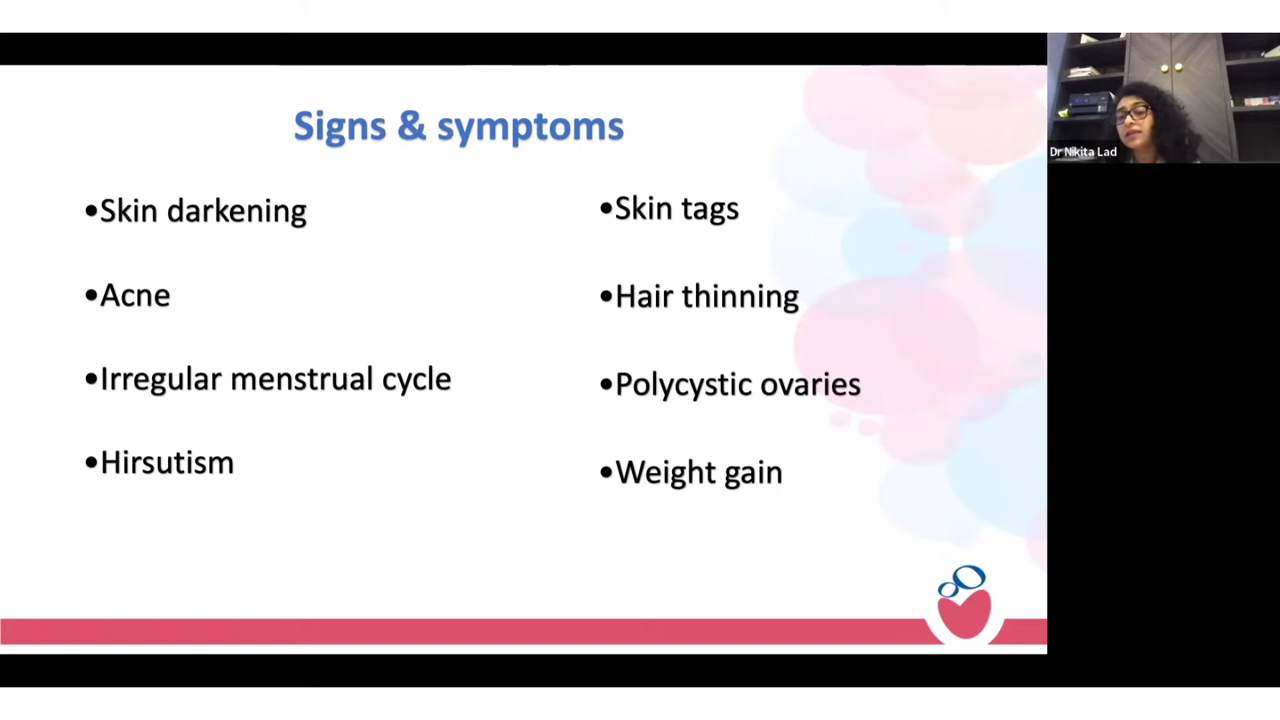 Signs & symptoms
•Skin darkening
•Acne
•Irregular menstrual cycle
•Hirsutism
•Skin tags
•Hair thinning
•Polycystic ovaries
•Weight gain
Dr Nikita Lad